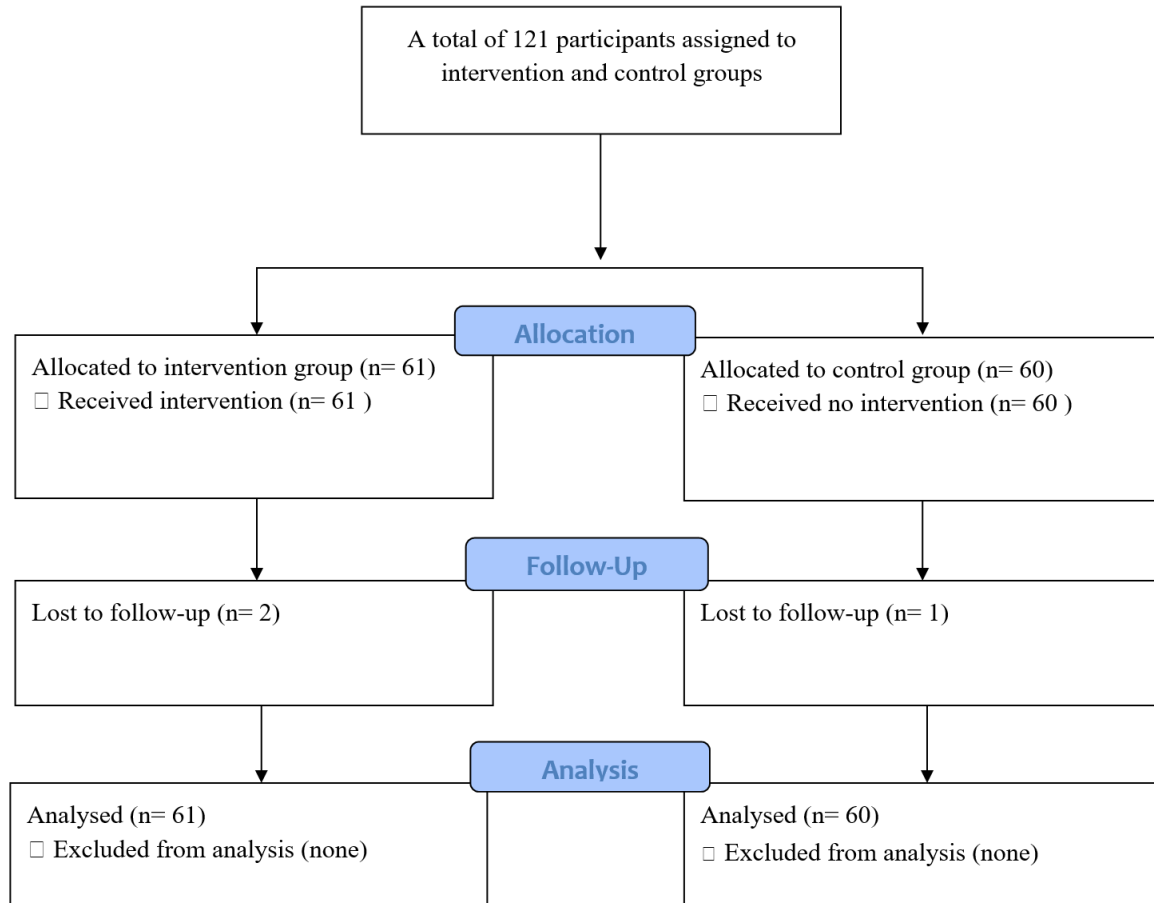 A total of 121 participants assigned to
intervention and control groups
Allocation
Allocated to intervention group (n= 61)
□ Received intervention (n= 61 )
Allocated to control group (n= 60)
□ Received no intervention (n= 60 )
Follow-Up
Lost to follow-up (n= 2)
Lost to follow-up (n= 1)
Analysis
Analysed (n= 61)
□ Excluded from analysis (none)
Analysed (n= 60)
□ Excluded from analysis (none)